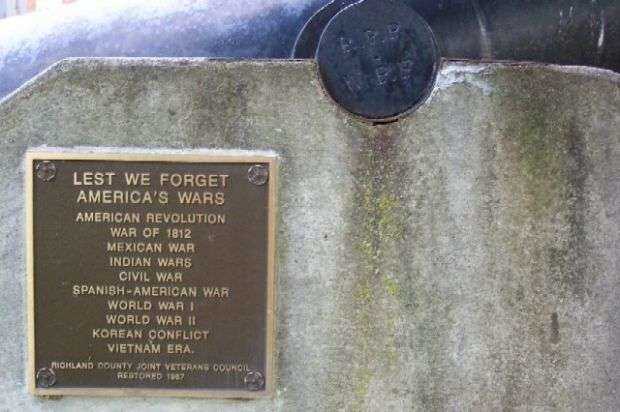 LEST WE FORGET
AMERICA'S WARS
AMERICAN REVOLUTION
WAR OF 1812
MEXICAN WAR
INDIAN WARS
CIVIL WAR
SPANISH-AMERICAN WAR
WORLD WAR I
WORLD WAR II
KOREAN CONFLICT
VIETNAM ERA.
RICHLAND COUNTY JOINT VETERANS COUNCIL
RESTORED 1987